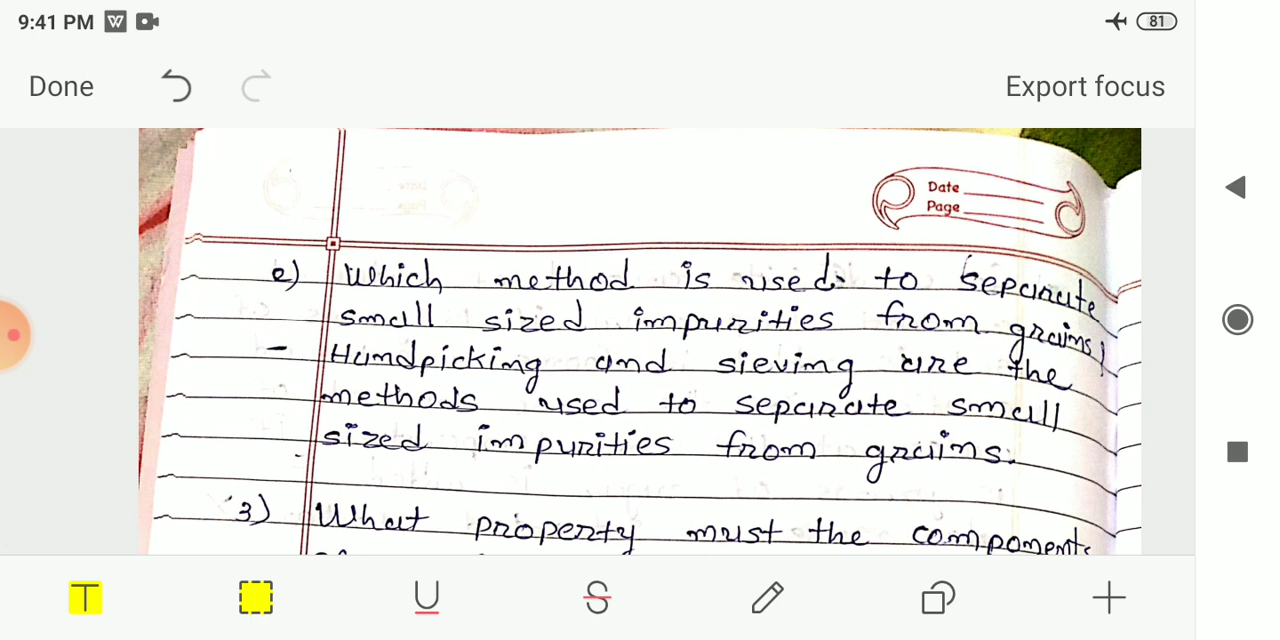 9:41 PM
81
Done
Export focus
Date
Page
e) Which method is used to separate
small sized impurities from grains?
- Handpicking and sieving are the
methods used to separate small
sized impurities from grains.
3) What property must the components
T
U
S